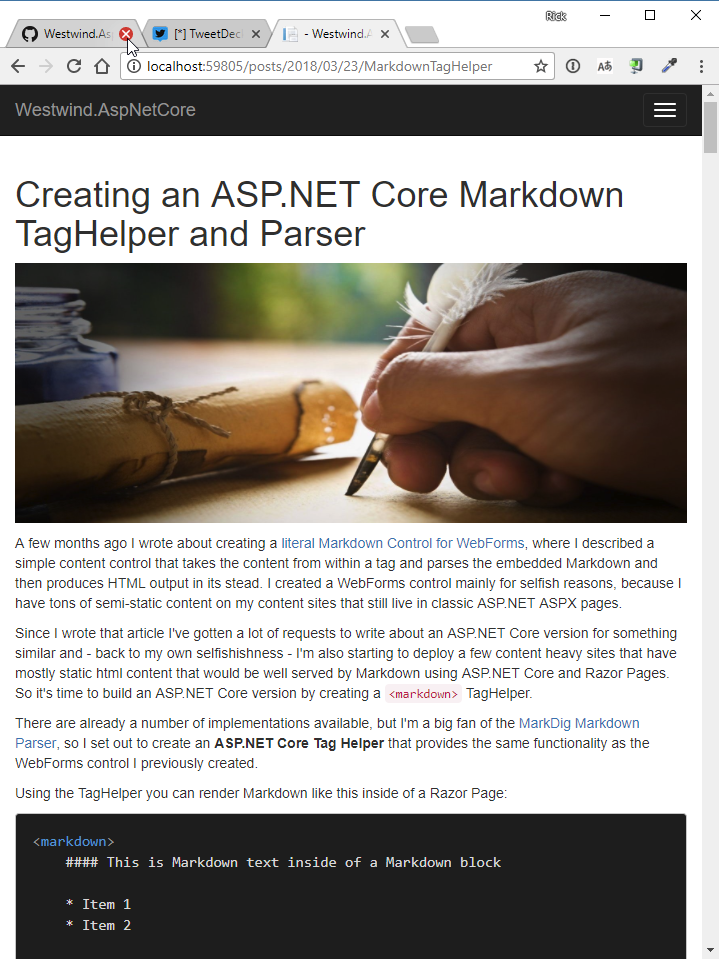 Rick
Westwind.As
[*] TweetDec
- Westwind.A
localhost:59805/posts/2018/03/23/MarkdownTagHelper
Westwind.AspNetCore
Creating an ASP.NET Core Markdown
TagHelper and Parser
A few months ago I wrote about creating a literal Markdown Control for WebForms, where I described a
simple content control that takes the content from within a tag and parses the embedded Markdown and
then produces HTML output in its stead. I created a WebForms control mainly for selfish reasons, because I
have tons of semi-static content on my content sites that still live in classic ASP.NET ASPX pages.
Since I wrote that article I've gotten a lot of requests to write about an ASP.NET Core version for something
similar and - back to my own selfishishness - I'm also starting to deploy a few content heavy sites that have
mostly static html content that would be well served by Markdown using ASP.NET Core and Razor Pages.
So it's time to build an ASP.NET Core version by creating a <markdown> TagHelper.
There are already a number of implementations available, but I'm a big fan of the MarkDig Markdown
Parser, so I set out to create an ASP.NET Core Tag Helper that provides the same functionality as the
WebForms control I previously created.
Using the TagHelper you can render Markdown like this inside of a Razor Page:
<markdown>
#### This is Markdown text inside of a Markdown block
* Item 1
* Item 2